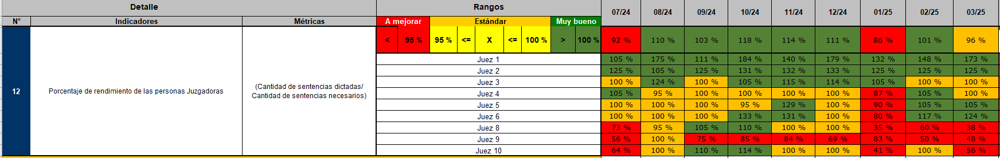 Detalle Rangos 07/24 08/24 09/24 10/24 11/24 12/24 01/25 02/25 03/25
N° Indicadores Métricas A mejorar Estándar Muy bueno
< 95 % 95 % <= X <= 100 % > 100 % 92 % 110 % 103 % 118 % 114 % 111 % 86 % 101 % 96 %
12 Porcentaje de rendimiento de las personas Juzgadoras
(Cantidad de sentencias dictadas/
Cantidad de sentencias necesarios)
Juez 1 105 % 175 % 111 % 184 % 140 % 179 % 132 % 148 % 173 %
Juez 2 125 % 105 % 125 % 131 % 132 % 133 % 125 % 125 % 125 %
Juez 3 100 % 124 % 100 % 105 % 115 % 114 % 105 % 100 % 100 %
Juez 4 105 % 95 % 100 % 100 % 100 % 100 % 87 % 105 % 100 %
Juez 5 100 % 100 % 100 % 95 % 129 % 100 % 90 % 105 % 105 %
Juez 6 100 % 100 % 100 % 133 % 131 % 100 % 80 % 117 % 124 %
Juez 8 73 % 95 % 105 % 110 % 100 % 100 % 35 % 60 % 38 %
Juez 9 56 % 100 % 75 % 85 % 84 % 69 % 83 % 50 % 48 %
Juez 10 64 % 100 % 110 % 114 % 100 % 100 % 41 % 100 % 56 %